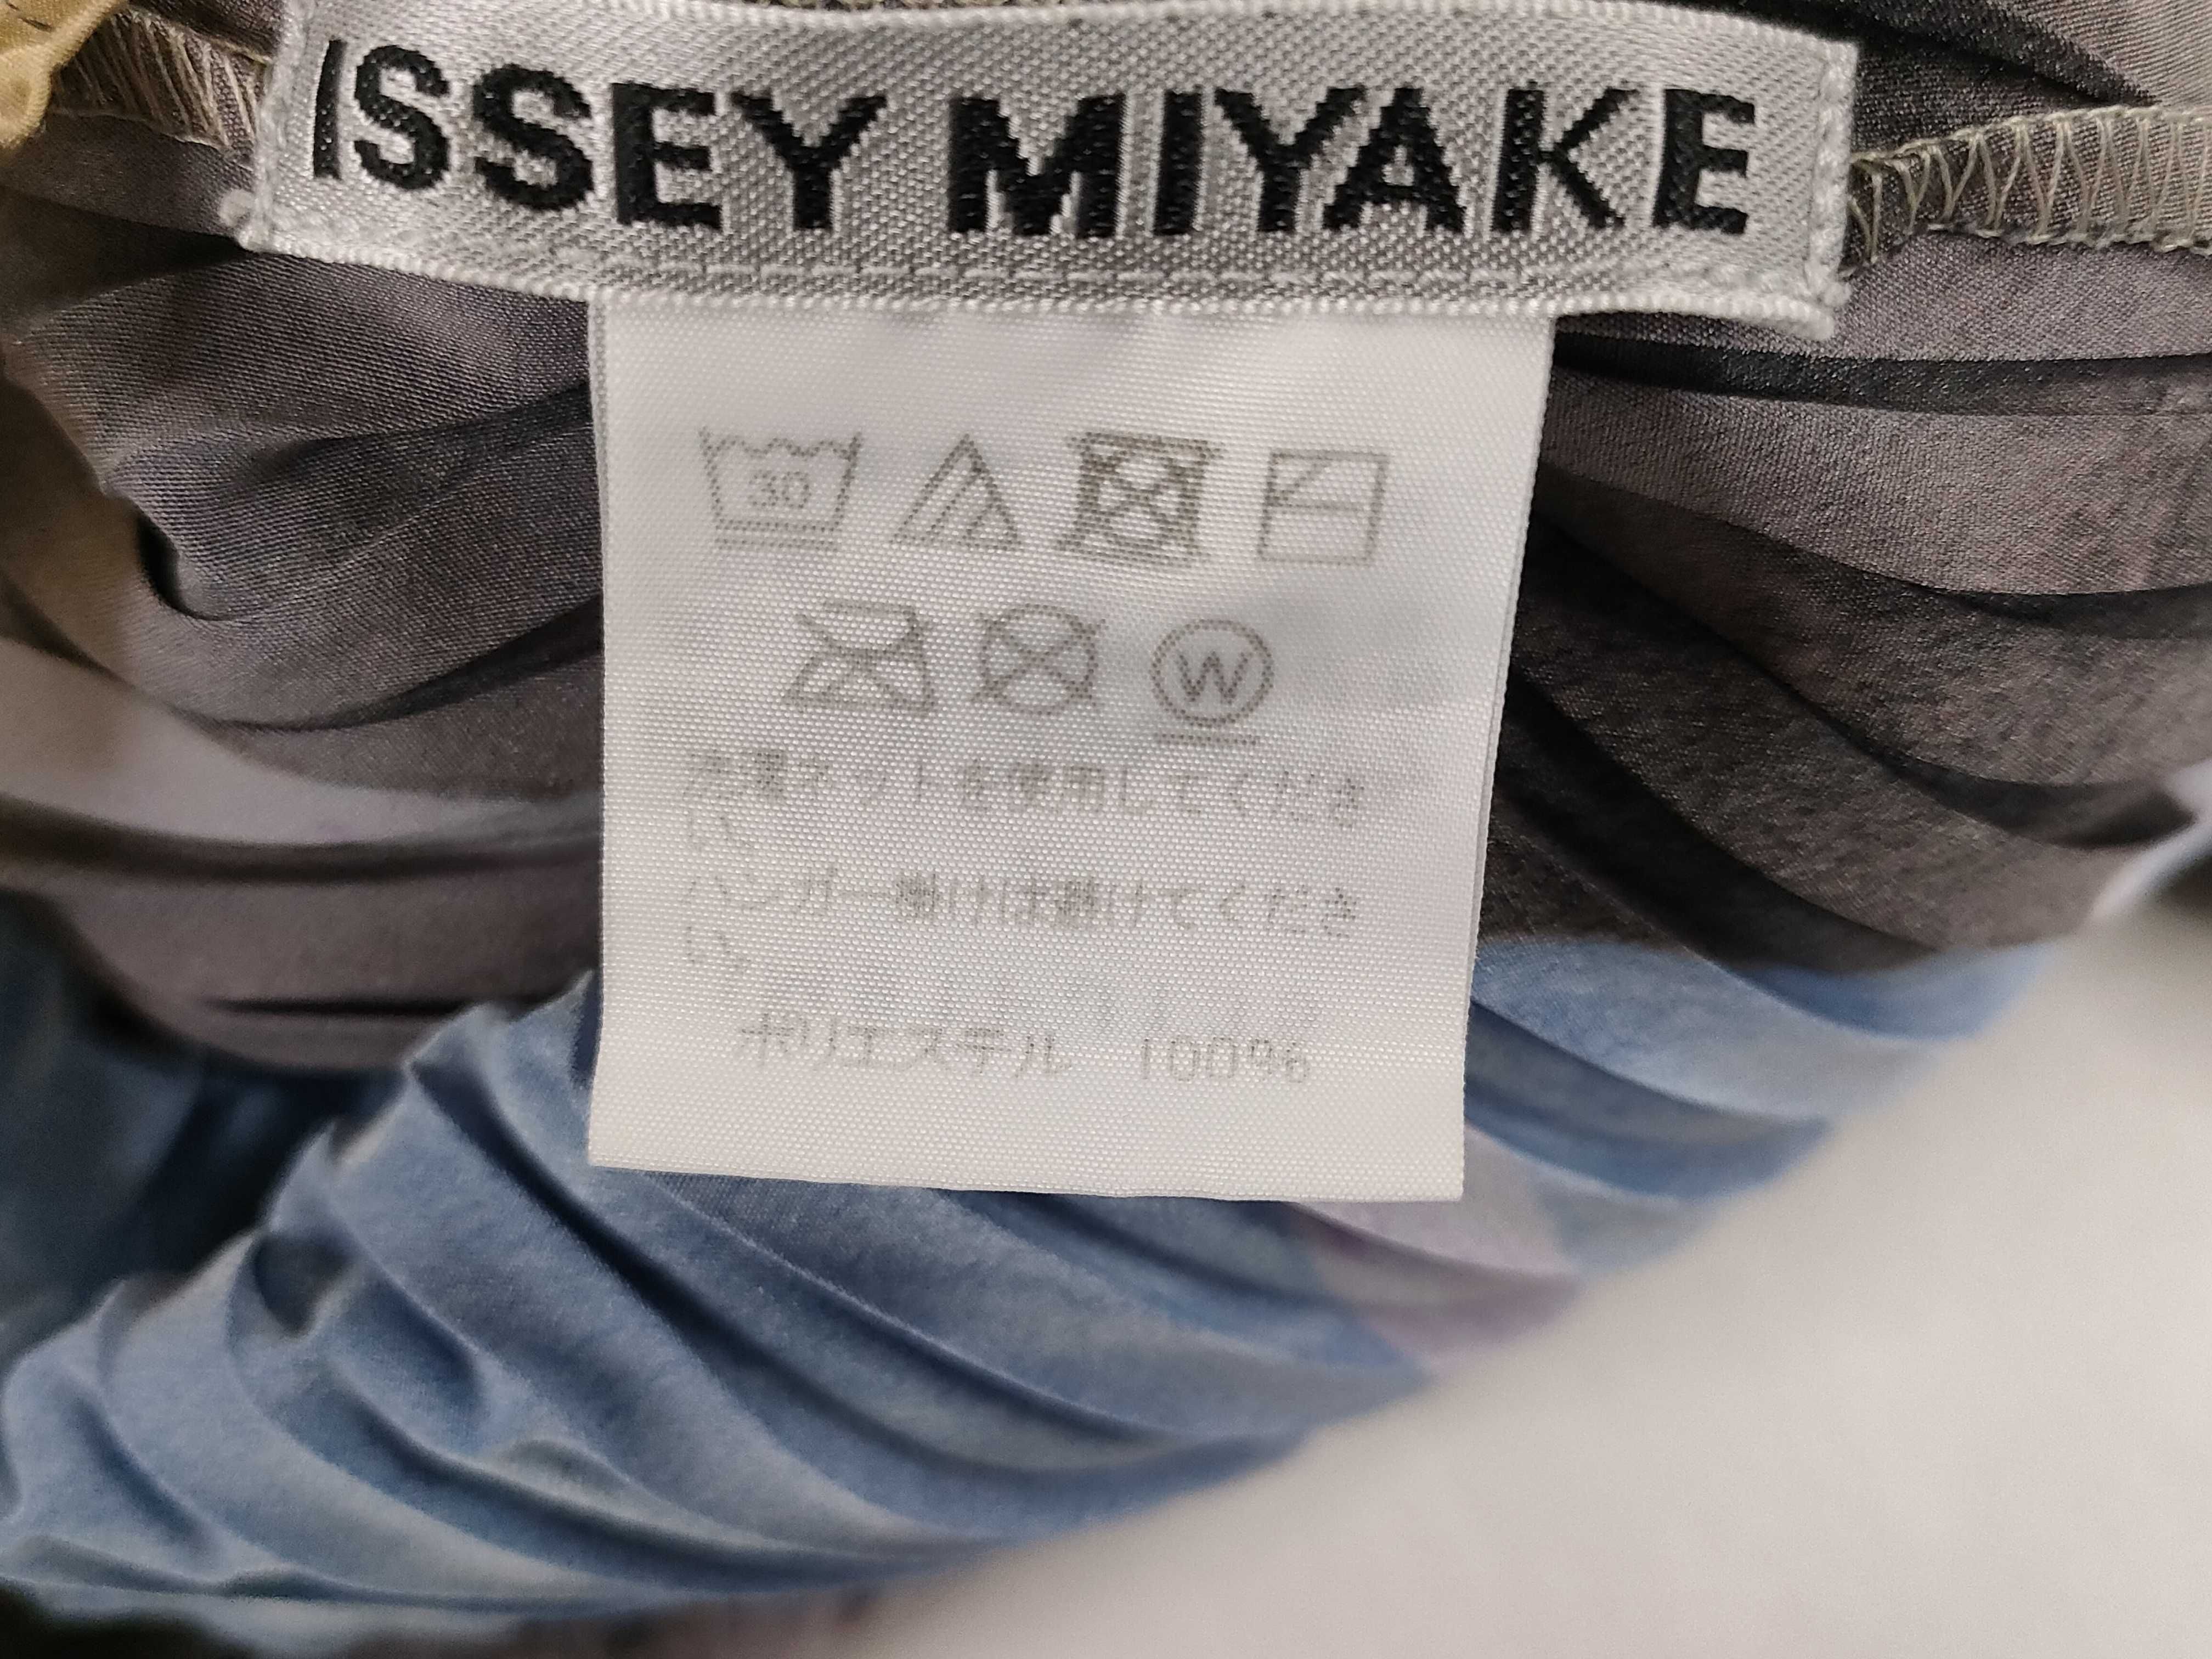 ISSEY MIYAKE
30
W
洗濯ネットを使用してくださ
い。
ハンガー掛けは避けてくださ
い。
ポリエステル 100%